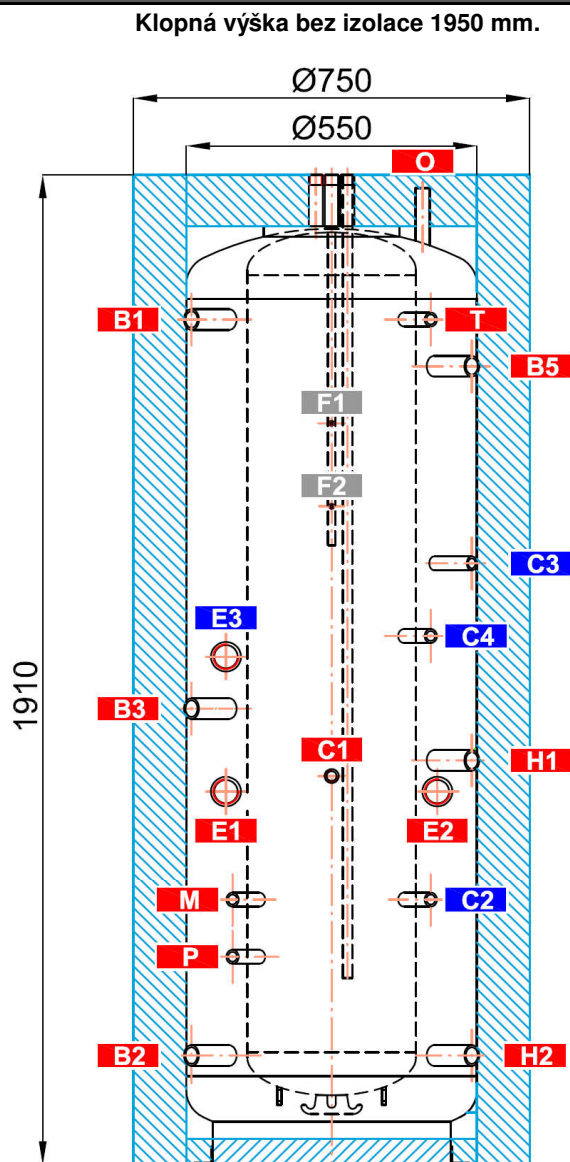 Klopná výška bez izolace 1950 mm.
Ø750
Ø550
O
B1
T
B5
F1
F2
C3
E3
C4
1910
B3
C1
H1
E1
E2
M
C2
P
B2
H2